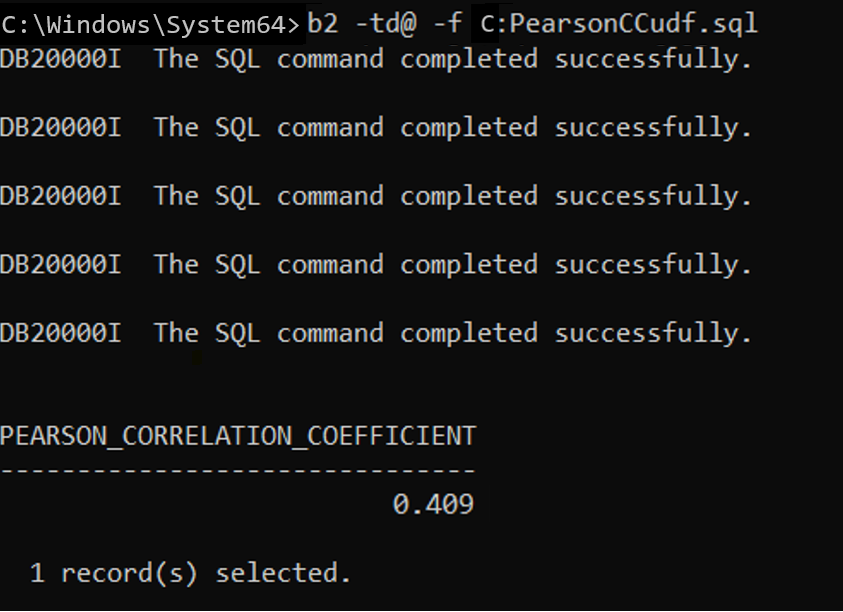 C:\Windows\System64>b2 -td@ -f C:PearsonCCudf.sql
DB20000I  The SQL command completed successfully.
DB20000I  The SQL command completed successfully.
DB20000I  The SQL command completed successfully.
DB20000I  The SQL command completed successfully.
DB20000I  The SQL command completed successfully.
PEARSON_CORRELATION_COEFFICIENT
-------------------------------
0.409
1 record(s) selected.